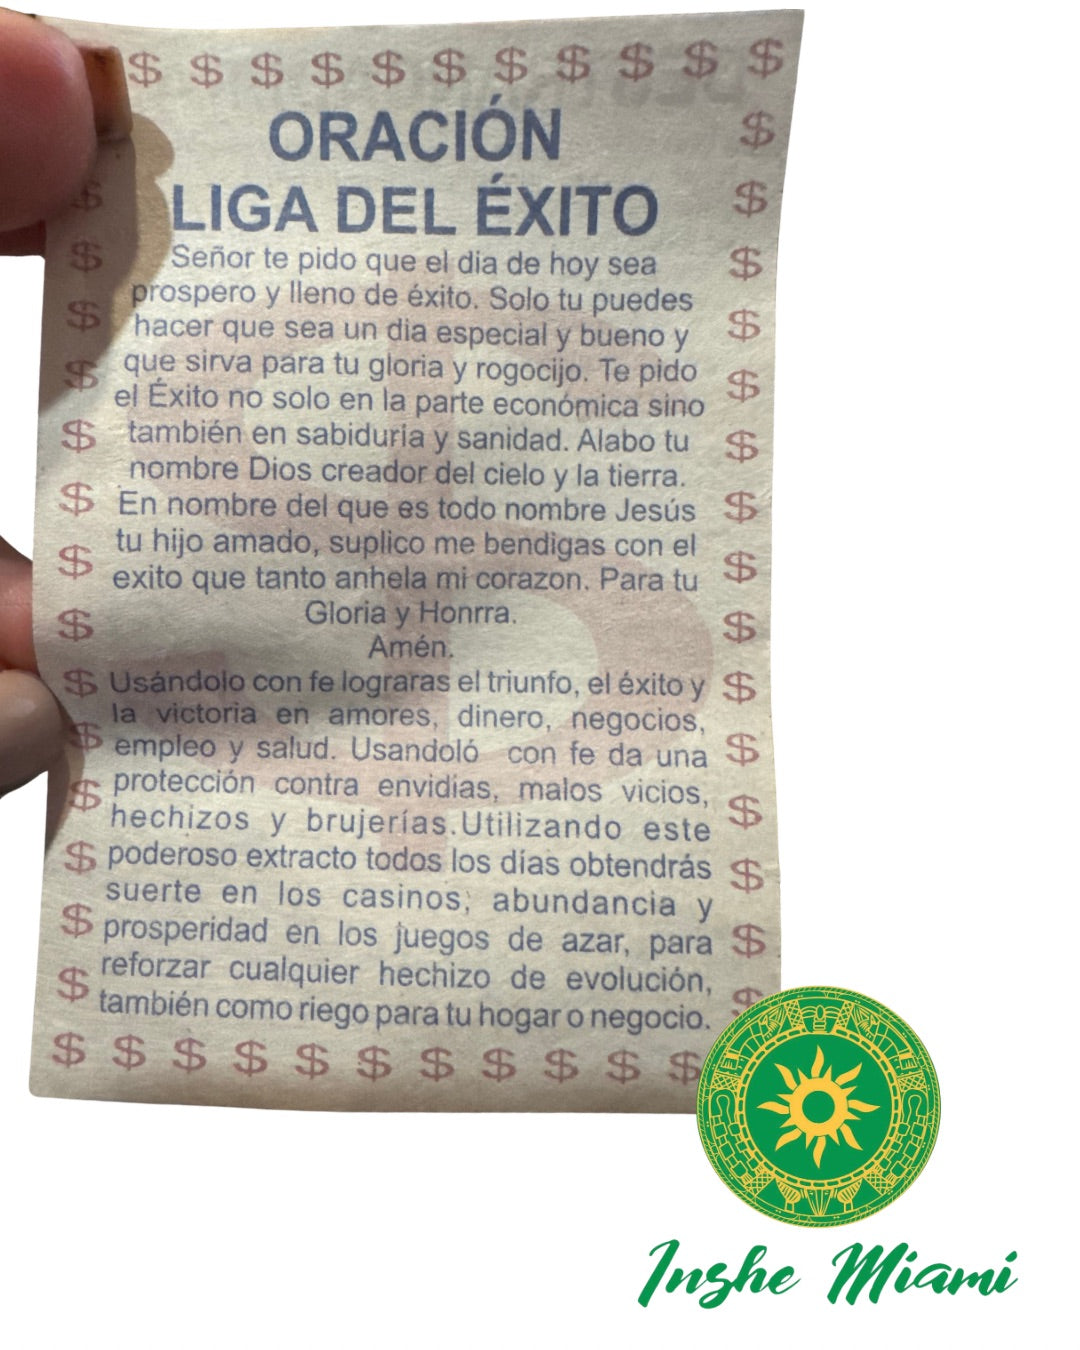 $ $ $ $ $ $ $ $ $ $ $
ORACIÓN
LIGA DEL ÉXITO
Señor te pido que el dia de hoy sea
prospero y lleno de éxito. Solo tu puedes
hacer que sea un dia especial y bueno y
que sirva para tu gloria y rogocijo. Te pido
el Éxito no solo en la parte económica sino
también en sabiduria y sanidad. Alabo tu
nombre Dios creador del cielo y la tierra.
En nombre del que es todo nombre Jesús
tu hijo amado, suplico me bendigas con el
exito que tanto anhela mi corazon. Para tu
Gloria y Honrra.
Amén.
Usándolo con fe lograras el triunfo, el éxito y
la victoria en amores, dinero, negocios,
empleo y salud. Usandoló con fe da una
protección contra envidias, malos vicios,
hechizos y brujerías.Utilizando este
poderoso extracto todos los días obtendrás
suerte en los casinos; abundancia y
prosperidad en los juegos de azar, para
reforzar cualquier hechizo de evolución,
también como riego para tu hogar o negocio.
$ $ $ $ $ $ $ $ $ $ $
Inshe Miami